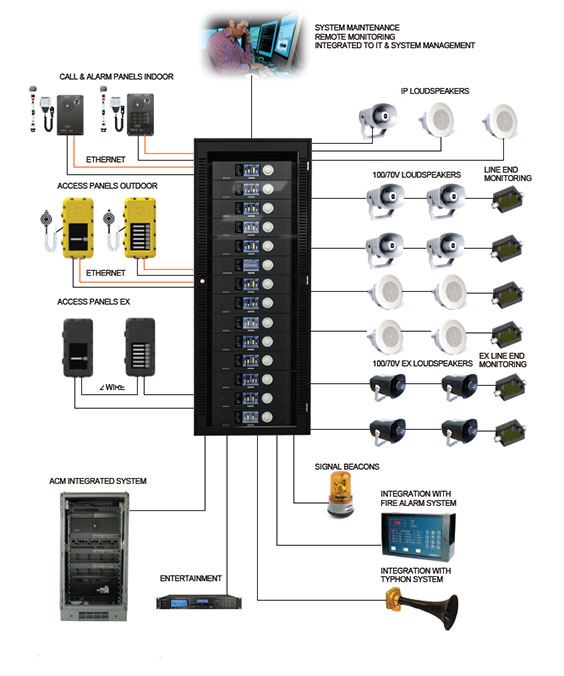 SYSTEM MAINTENANCE
REMOTE MONITORING
INTEGRATED TO IT & SYSTEM MANAGEMENT
CALL & ALARM PANELS INDOOR
IP LOUDSPEAKERS
ETHERNET
100/70V LOUDSPEAKERS
LINE END
MONITORING
ACCESS PANELS OUTDOOR
ETHERNET
ACCESS PANELS EX
100/70V EX LOUDSPEAKERS
EX LINE END
MONITORING
2 WIRE
SIGNAL BEACONS
ACM INTEGRATED SYSTEM
INTEGRATION WITH
FIRE ALARM SYSTEM
ENTERTAINMENT
INTEGRATION WITH
TYPHON SYSTEM